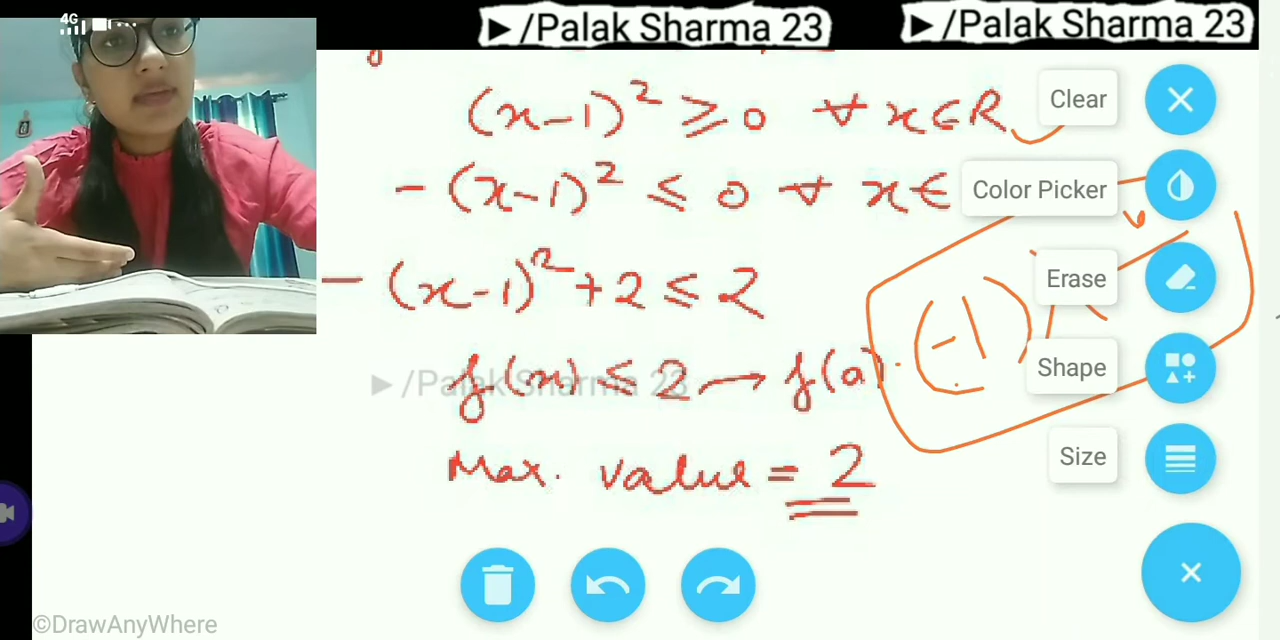 4G
▶/Palak Sharma 23 ▶/Palak Sharma 23
(x-1)² ≥ 0 ∀ x ∈ R
Clear
-(x-1)² ≤ 0 ∀ x ∈
Color Picker
-(x-1)² + 2 ≤ 2
Erase
(-1)
Shape
f(x) ≤ 2 → f(a)
▶/Palak Sharma 23
Max. value = 2
Size
©DrawAnyWhere